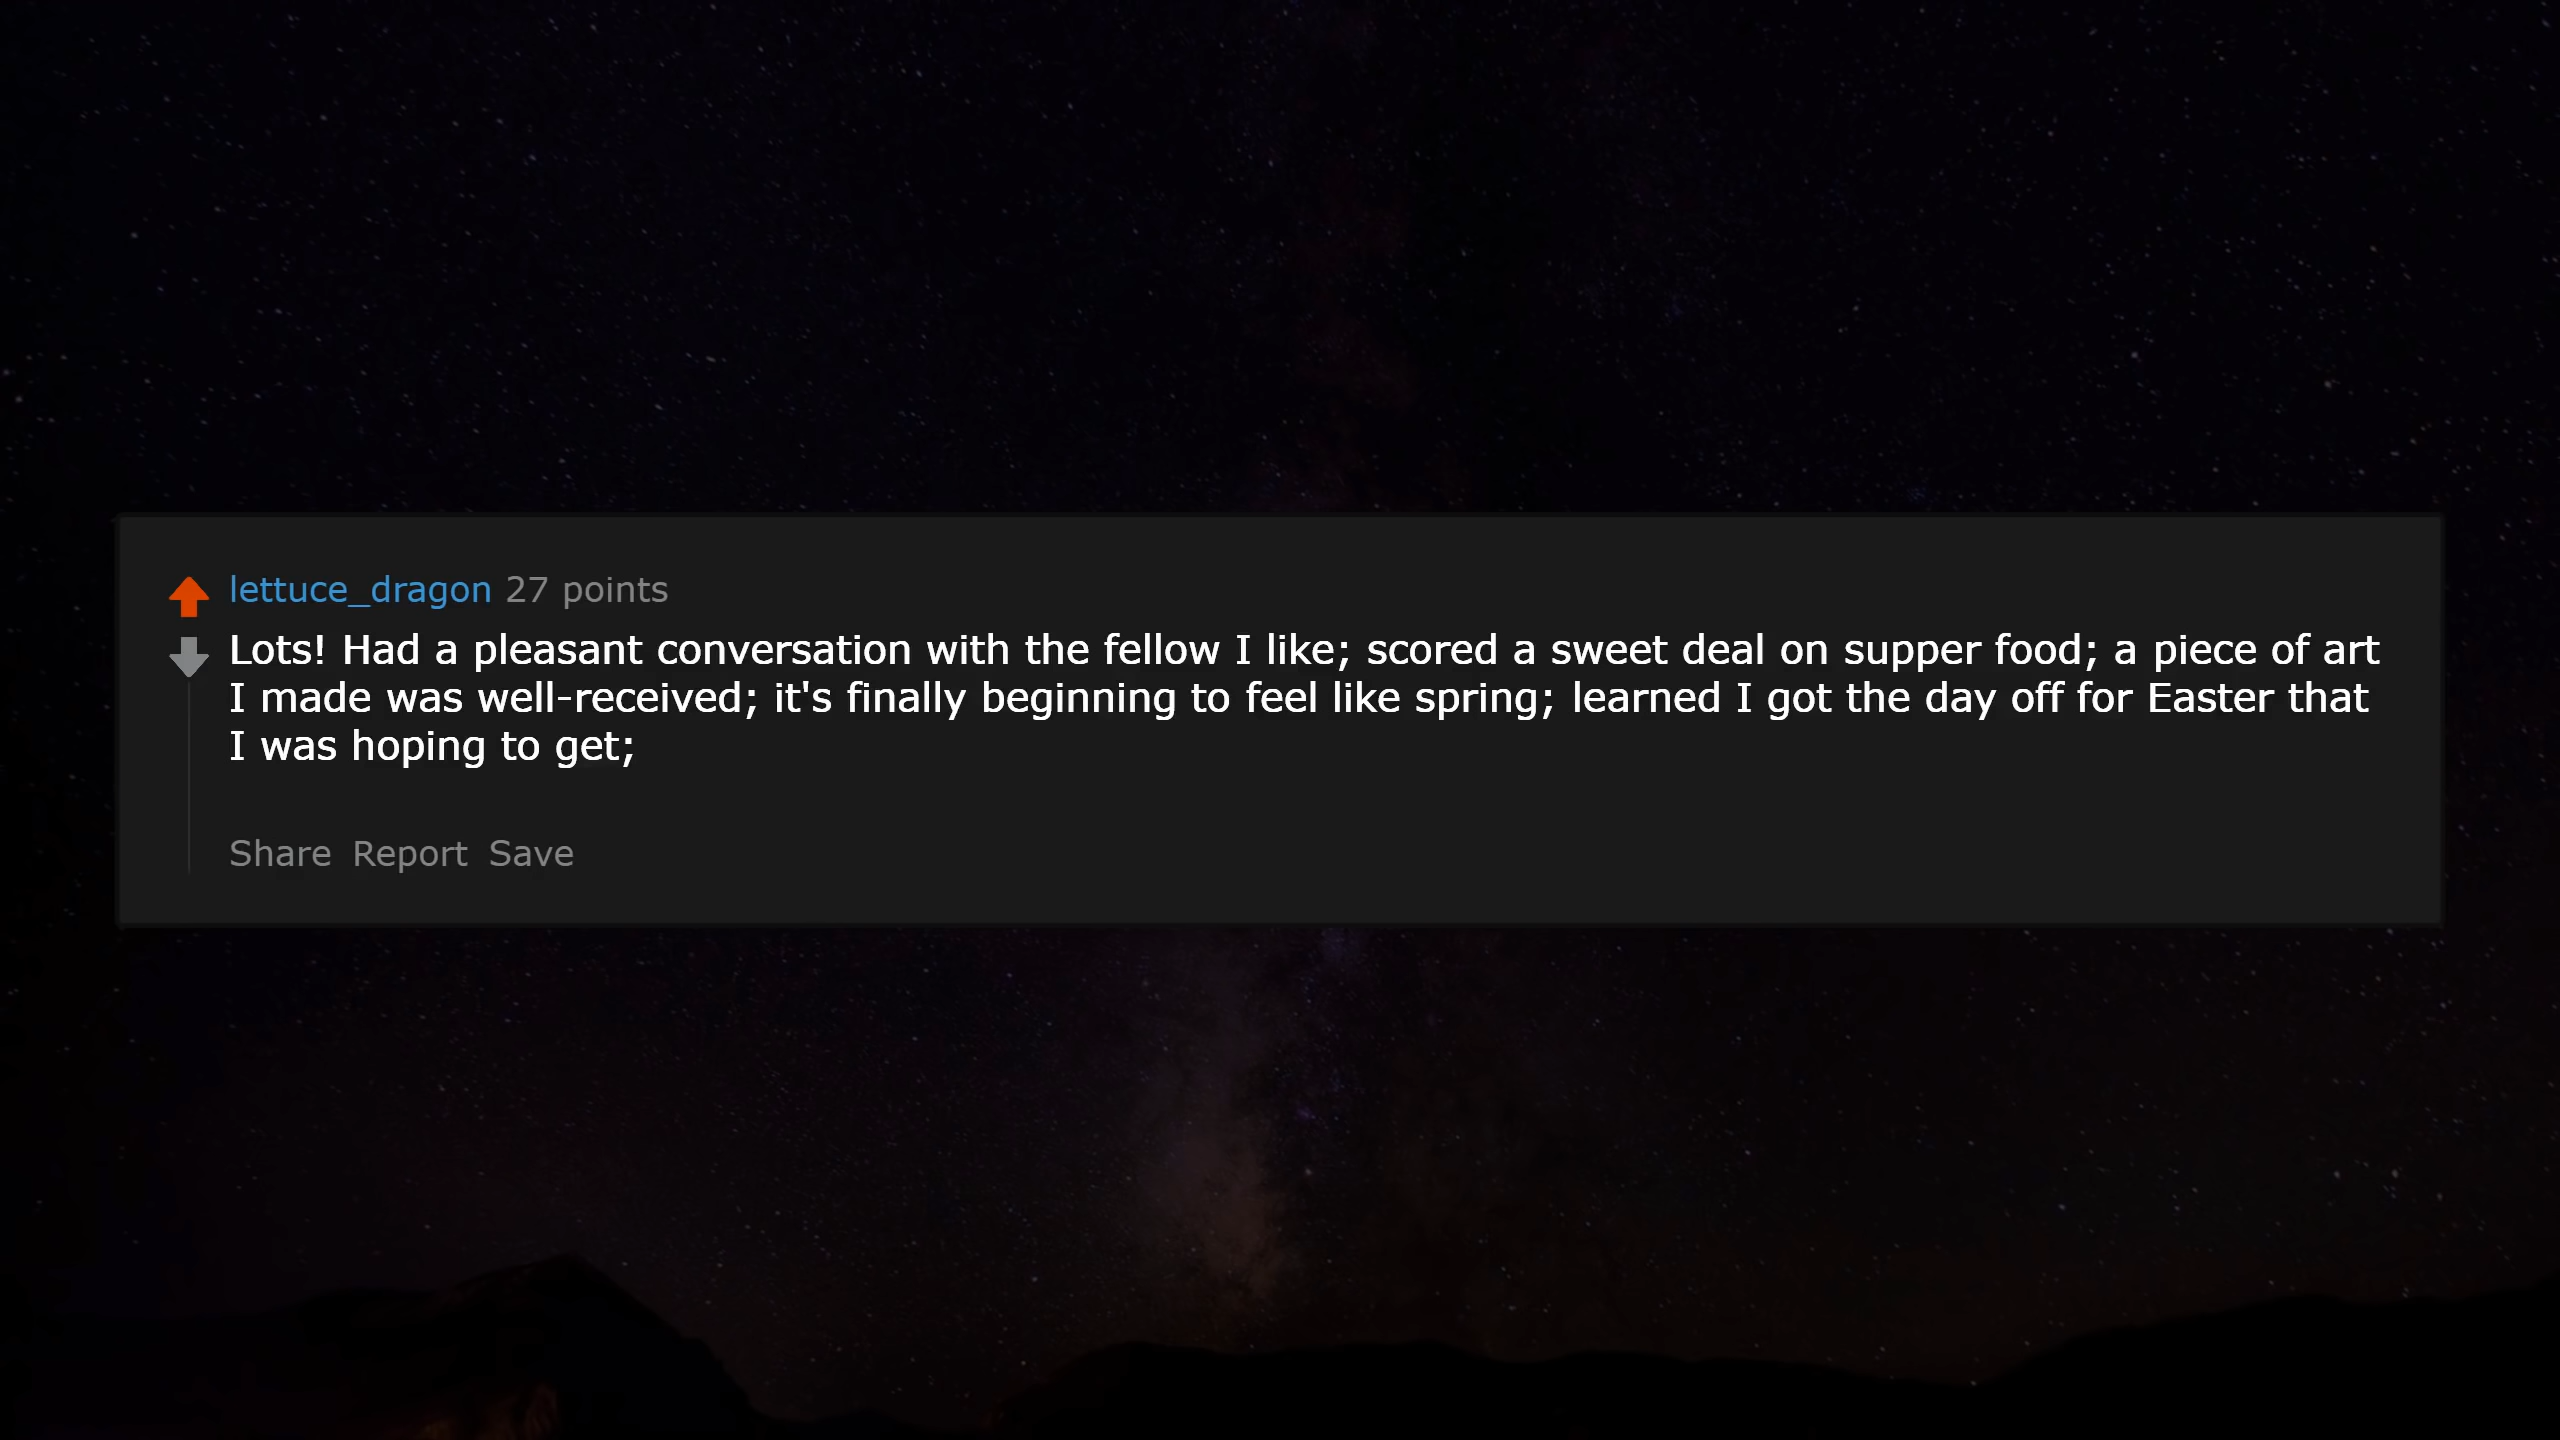 lettuce_dragon 27 points
Lots! Had a pleasant conversation with the fellow I like; scored a sweet deal on supper food; a piece of art
I made was well-received; it's finally beginning to feel like spring; learned I got the day off for Easter that
I was hoping to get;
Share Report Save